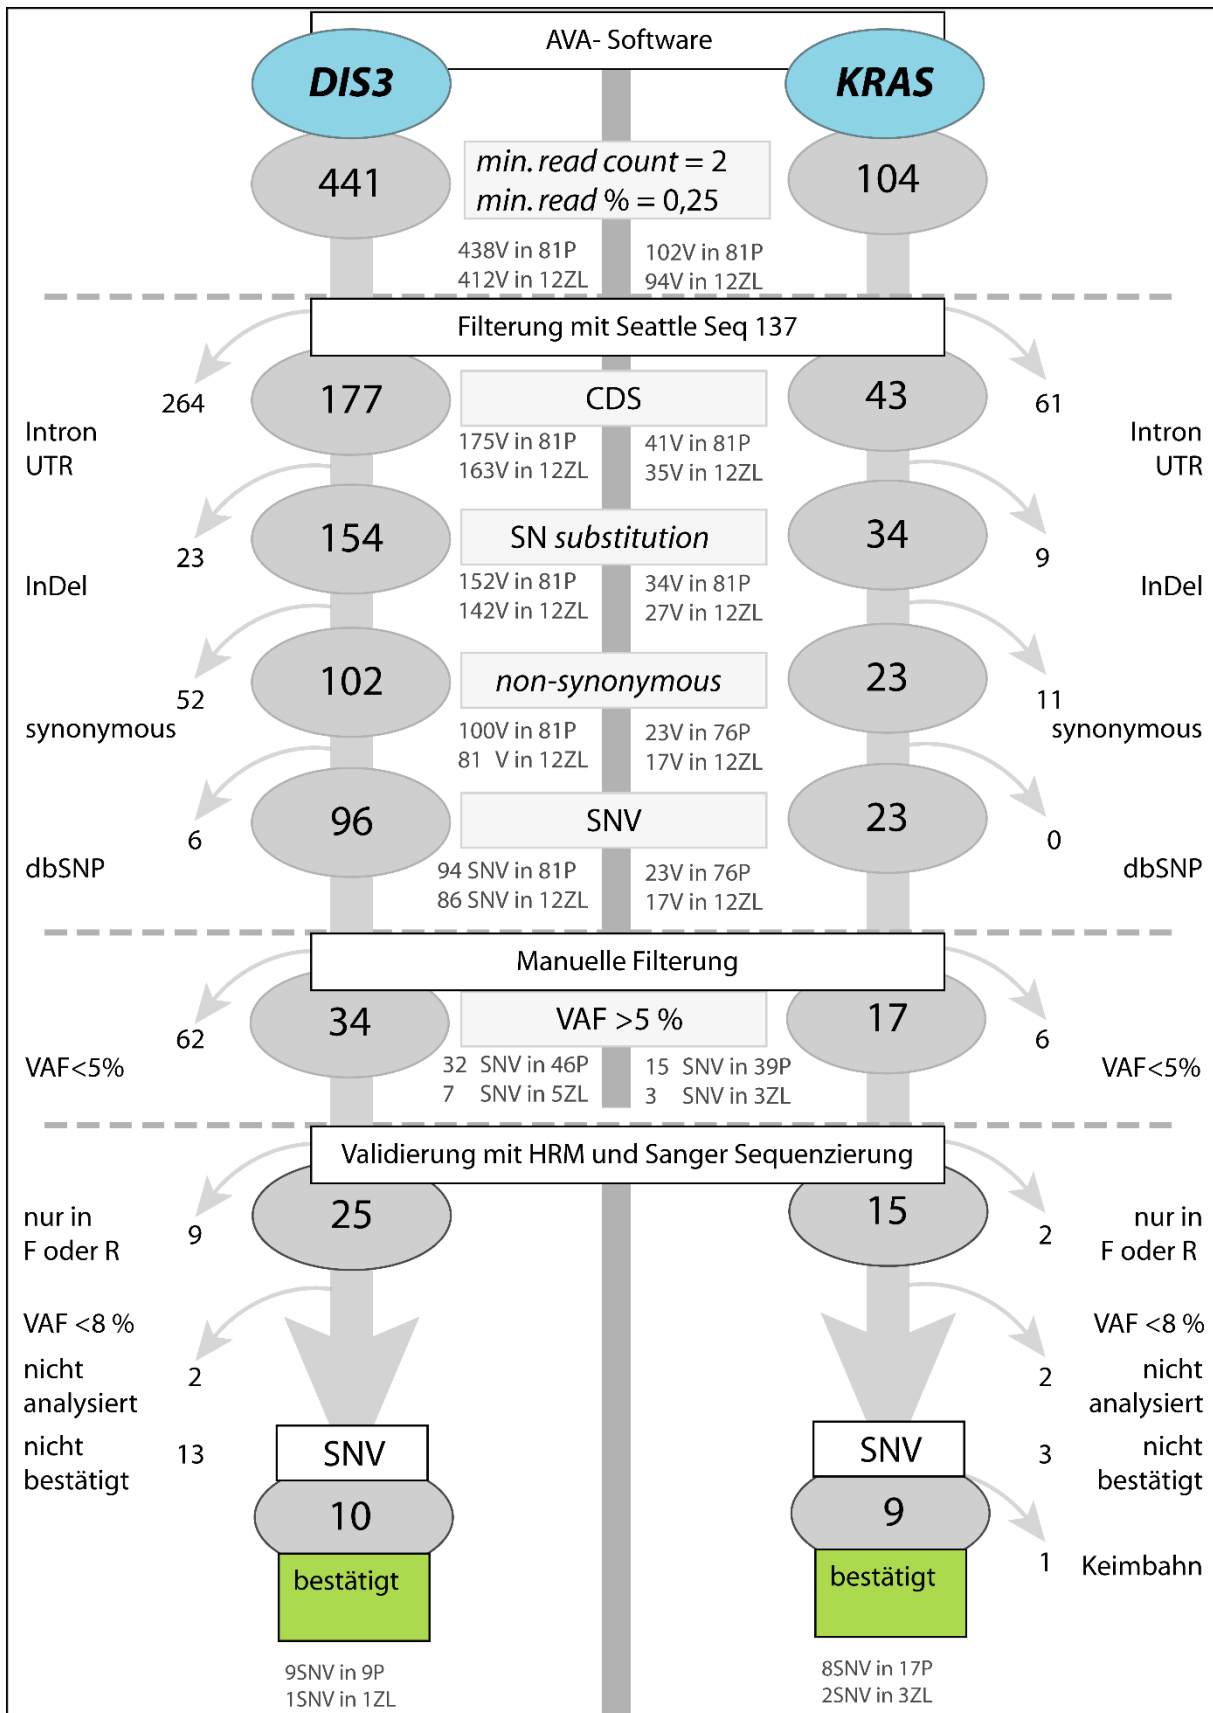 AVA- Software
DIS3
KRAS
441
min. read count = 2
min. read % = 0,25
104
438V in 81P
412V in 12ZL
102V in 81P
94V in 12ZL
Filterung mit Seattle Seq 137
264
Intron
UTR
177
CDS
43
61
Intron
UTR
175V in 81P
163V in 12ZL
41V in 81P
35V in 12ZL
23
InDel
154
SN substitution
34
9
InDel
152V in 81P
142V in 12ZL
34V in 81P
27V in 12ZL
52
synonymous
102
non-synonymous
23
11
synonymous
100V in 81P
81 V in 12ZL
23V in 76P
17V in 12ZL
6
dbSNP
96
SNV
23
0
dbSNP
94 SNV in 81P
86 SNV in 12ZL
23V in 76P
17V in 12ZL
Manuelle Filterung
62
VAF<5%
34
VAF >5 %
17
6
VAF<5%
32 SNV in 46P
7 SNV in 5ZL
15 SNV in 39P
3 SNV in 3ZL
Validierung mit HRM und Sanger Sequenzierung
nur in
F oder R
9
25
15
2
nur in
F oder R
VAF <8 %
nicht
analysiert
2
VAF <8 %
2
nicht
analysiert
nicht
bestätigt
13
SNV
SNV
3
nicht
bestätigt
10
9
1
Keimbahn
bestätigt
bestätigt
9SNV in 9P
1SNV in 1ZL
8SNV in 17P
2SNV in 3ZL